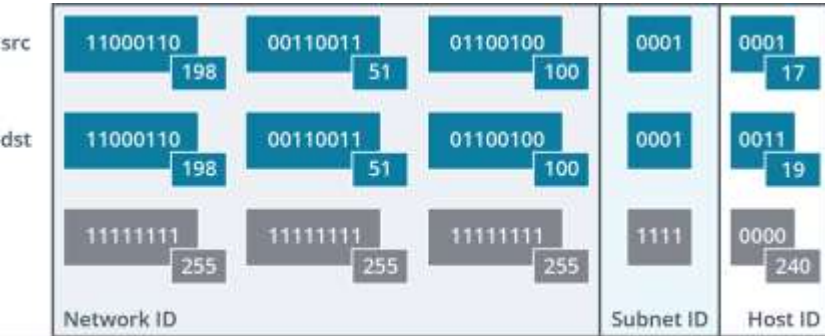 src 11000110 00110011 01100100 0001 0001
198 51 100 17
dst 11000110 00110011 01100100 0001 0011
198 51 100 19
11111111 11111111 11111111 1111 0000
255 255 255 240
Network ID Subnet ID Host ID